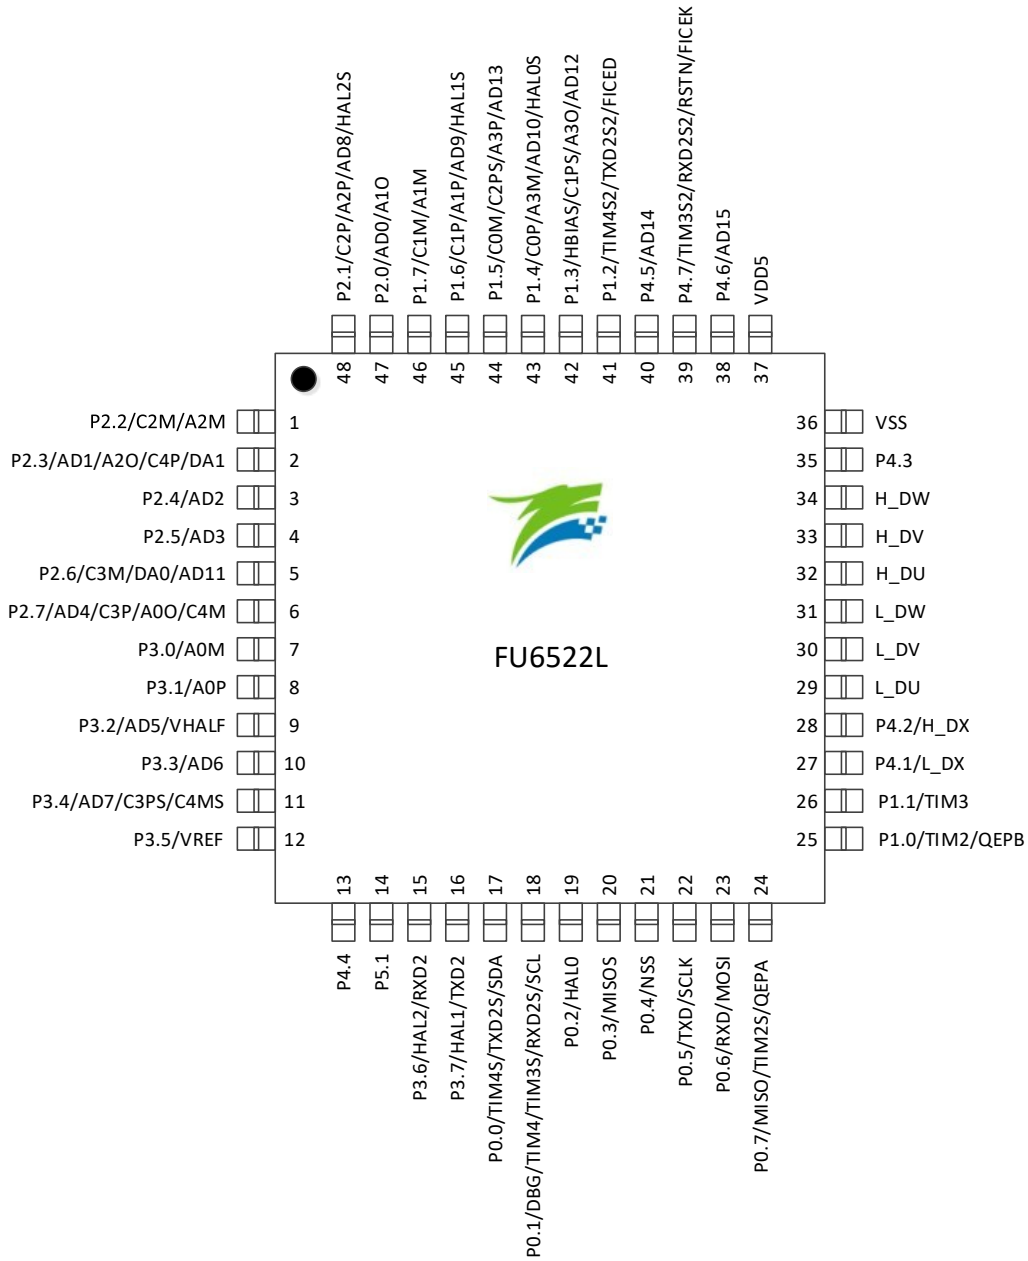 P2.1/C2P/A2P/AD8/HAL2S
P2.0/AD0/A1O
P1.7/C1M/A1M
P1.6/C1P/A1P/AD9/HAL1S
P1.5/C0M/C2PS/A3P/AD13
P1.4/C0P/A3M/AD10/HAL0S
P1.3/HBIAS/C1PS/A3O/AD12
P1.2/TIM4S2/TXD2S2/FICED
P4.5/AD14
P4.7/TIM3S2/RXD2S2/RSTN/FICEK
P4.6/AD15
VDD5
48
47
46
45
44
43
42
41
40
39
38
37
P2.2/C2M/A2M 1
P2.3/AD1/A2O/C4P/DA1 2
P2.4/AD2 3
P2.5/AD3 4
P2.6/C3M/DA0/AD11 5
P2.7/AD4/C3P/A0O/C4M 6
P3.0/A0M 7
P3.1/A0P 8
P3.2/AD5/VHALF 9
P3.3/AD6 10
P3.4/AD7/C3PS/C4MS 11
P3.5/VREF 12
FU6522L
36 VSS
35 P4.3
34 H_DW
33 H_DV
32 H_DU
31 L_DW
30 L_DV
29 L_DU
28 P4.2/H_DX
27 P4.1/L_DX
26 P1.1/TIM3
25 P1.0/TIM2/QEPB
13
14
15
16
17
18
19
20
21
22
23
24
P4.4
P5.1
P3.6/HAL2/RXD2
P3.7/HAL1/TXD2
P0.0/TIM4S/TXD2S/SDA
P0.1/DBG/TIM4/TIM3S/RXD2S/SCL
P0.2/HAL0
P0.3/MISOS
P0.4/NSS
P0.5/TXD/SCLK
P0.6/RXD/MOSI
P0.7/MISO/TIM2S/QEPA